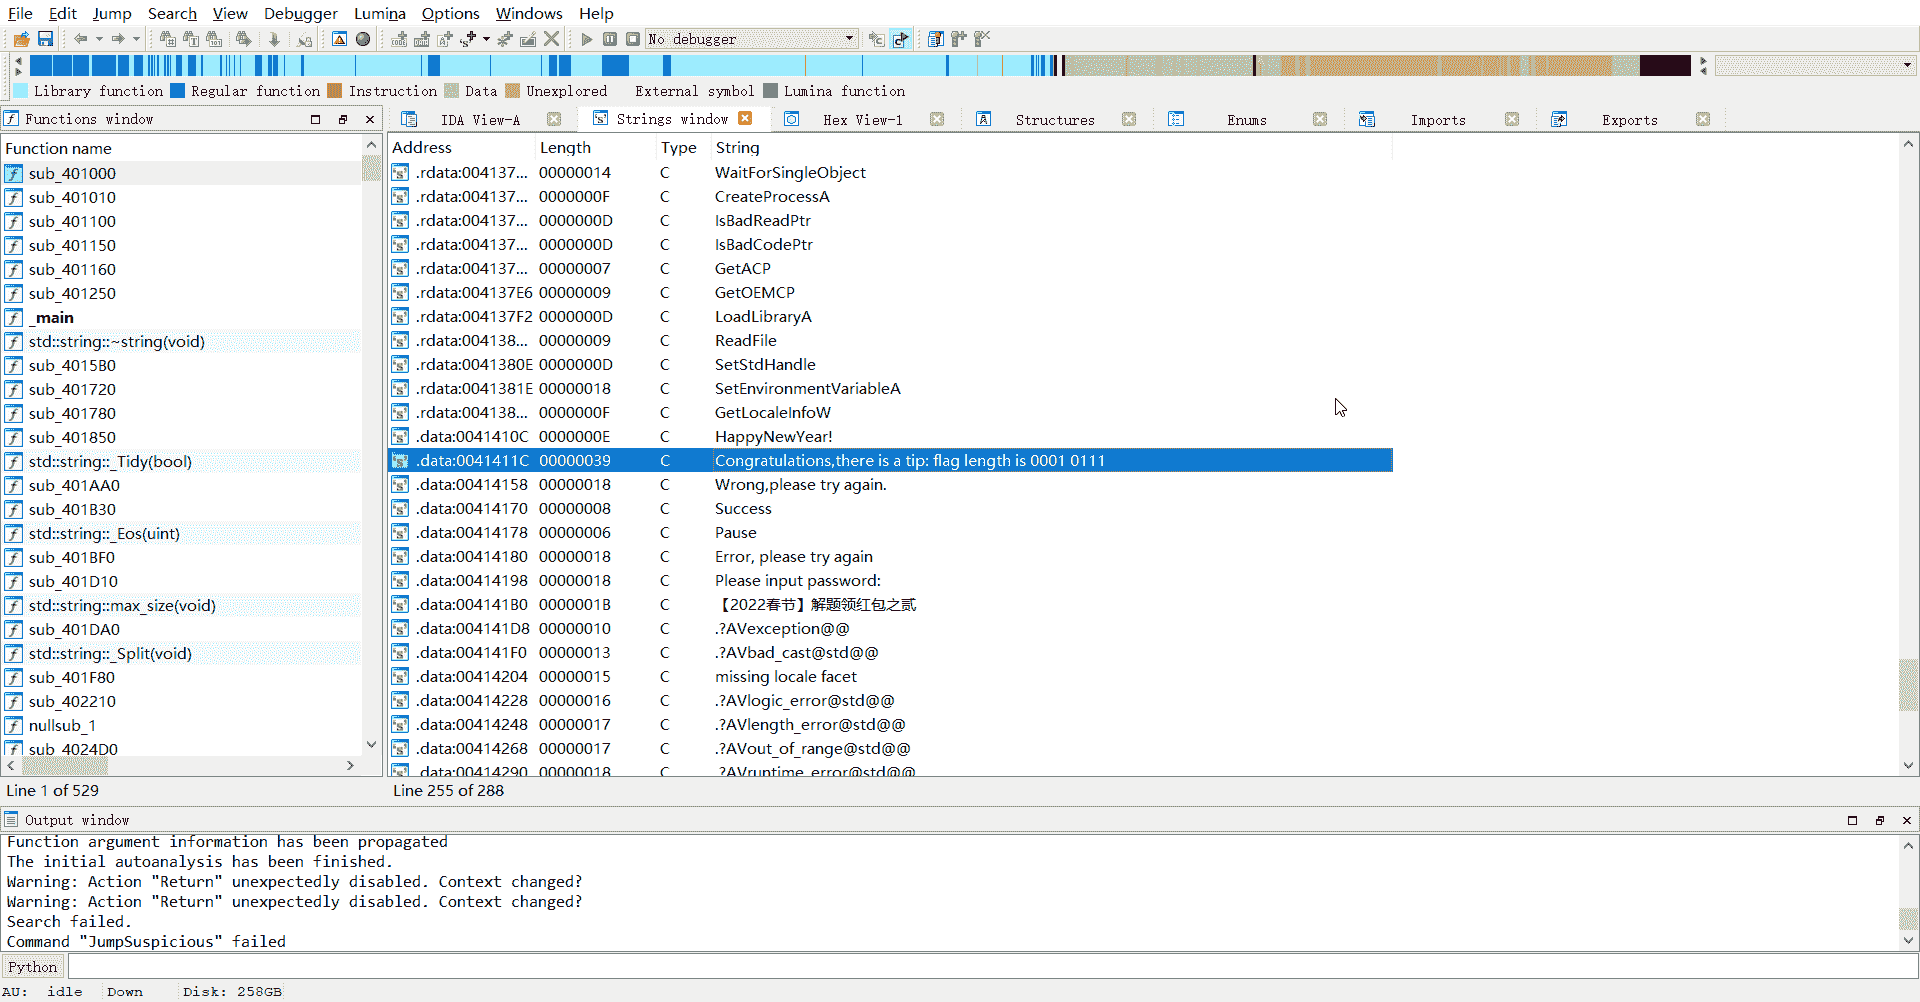 File Edit Jump Search View Debugger Lumina Options Windows Help
No debugger
Library function Regular function Instruction Data Unexplored External symbol Lumina function
Functions window
IDA View-A Strings window Hex View-1 Structures Enums Imports Exports
Function name
sub_401000
sub_401010
sub_401100
sub_401150
sub_401160
sub_401250
_main
std::string::~string(void)
sub_4015B0
sub_401720
sub_401780
sub_401850
std::string::_Tidy(bool)
sub_401AA0
sub_401B30
std::string::_Eos(uint)
sub_401BF0
sub_401D10
std::string::max_size(void)
sub_401DA0
std::string::_Split(void)
sub_401F80
sub_402210
nullsub_1
sub_4024D0
Line 1 of 529
Address Length Type String
.rdata:004137... 00000014 C WaitForSingleObject
.rdata:004137... 0000000F C CreateProcessA
.rdata:004137... 0000000D C IsBadReadPtr
.rdata:004137... 0000000D C IsBadCodePtr
.rdata:004137... 00000007 C GetACP
.rdata:004137E6 00000009 C GetOEMCP
.rdata:004137F2 0000000D C LoadLibraryA
.rdata:004138... 00000009 C ReadFile
.rdata:0041380E 0000000D C SetStdHandle
.rdata:0041381E 00000018 C SetEnvironmentVariableA
.rdata:004138... 0000000F C GetLocaleInfoW
.data:0041410C 0000000E C HappyNewYear!
.data:0041411C 00000039 C Congratulations,there is a tip: flag length is 0001 0111
.data:00414158 00000018 C Wrong,please try again.
.data:00414170 00000008 C Success
.data:00414178 00000006 C Pause
.data:00414180 00000018 C Error, please try again
.data:00414198 00000018 C Please input password:
.data:004141B0 0000001B C 【2022春节】解题领红包之贰
.data:004141D8 00000010 C .?AVexception@@
.data:004141F0 00000013 C .?AVbad_cast@std@@
.data:00414204 00000015 C missing locale facet
.data:00414228 00000016 C .?AVlogic_error@std@@
.data:00414248 00000017 C .?AVlength_error@std@@
.data:00414268 00000017 C .?AVout_of_range@std@@
.data:00414290 00000018 C .?AVruntime_error@std@@
Line 255 of 288
Output window
Function argument information has been propagated
The initial autoanalysis has been finished.
Warning: Action "Return" unexpectedly disabled. Context changed?
Warning: Action "Return" unexpectedly disabled. Context changed?
Search failed.
Command "JumpSuspicious" failed
Python
AU: idle Down Disk: 258GB